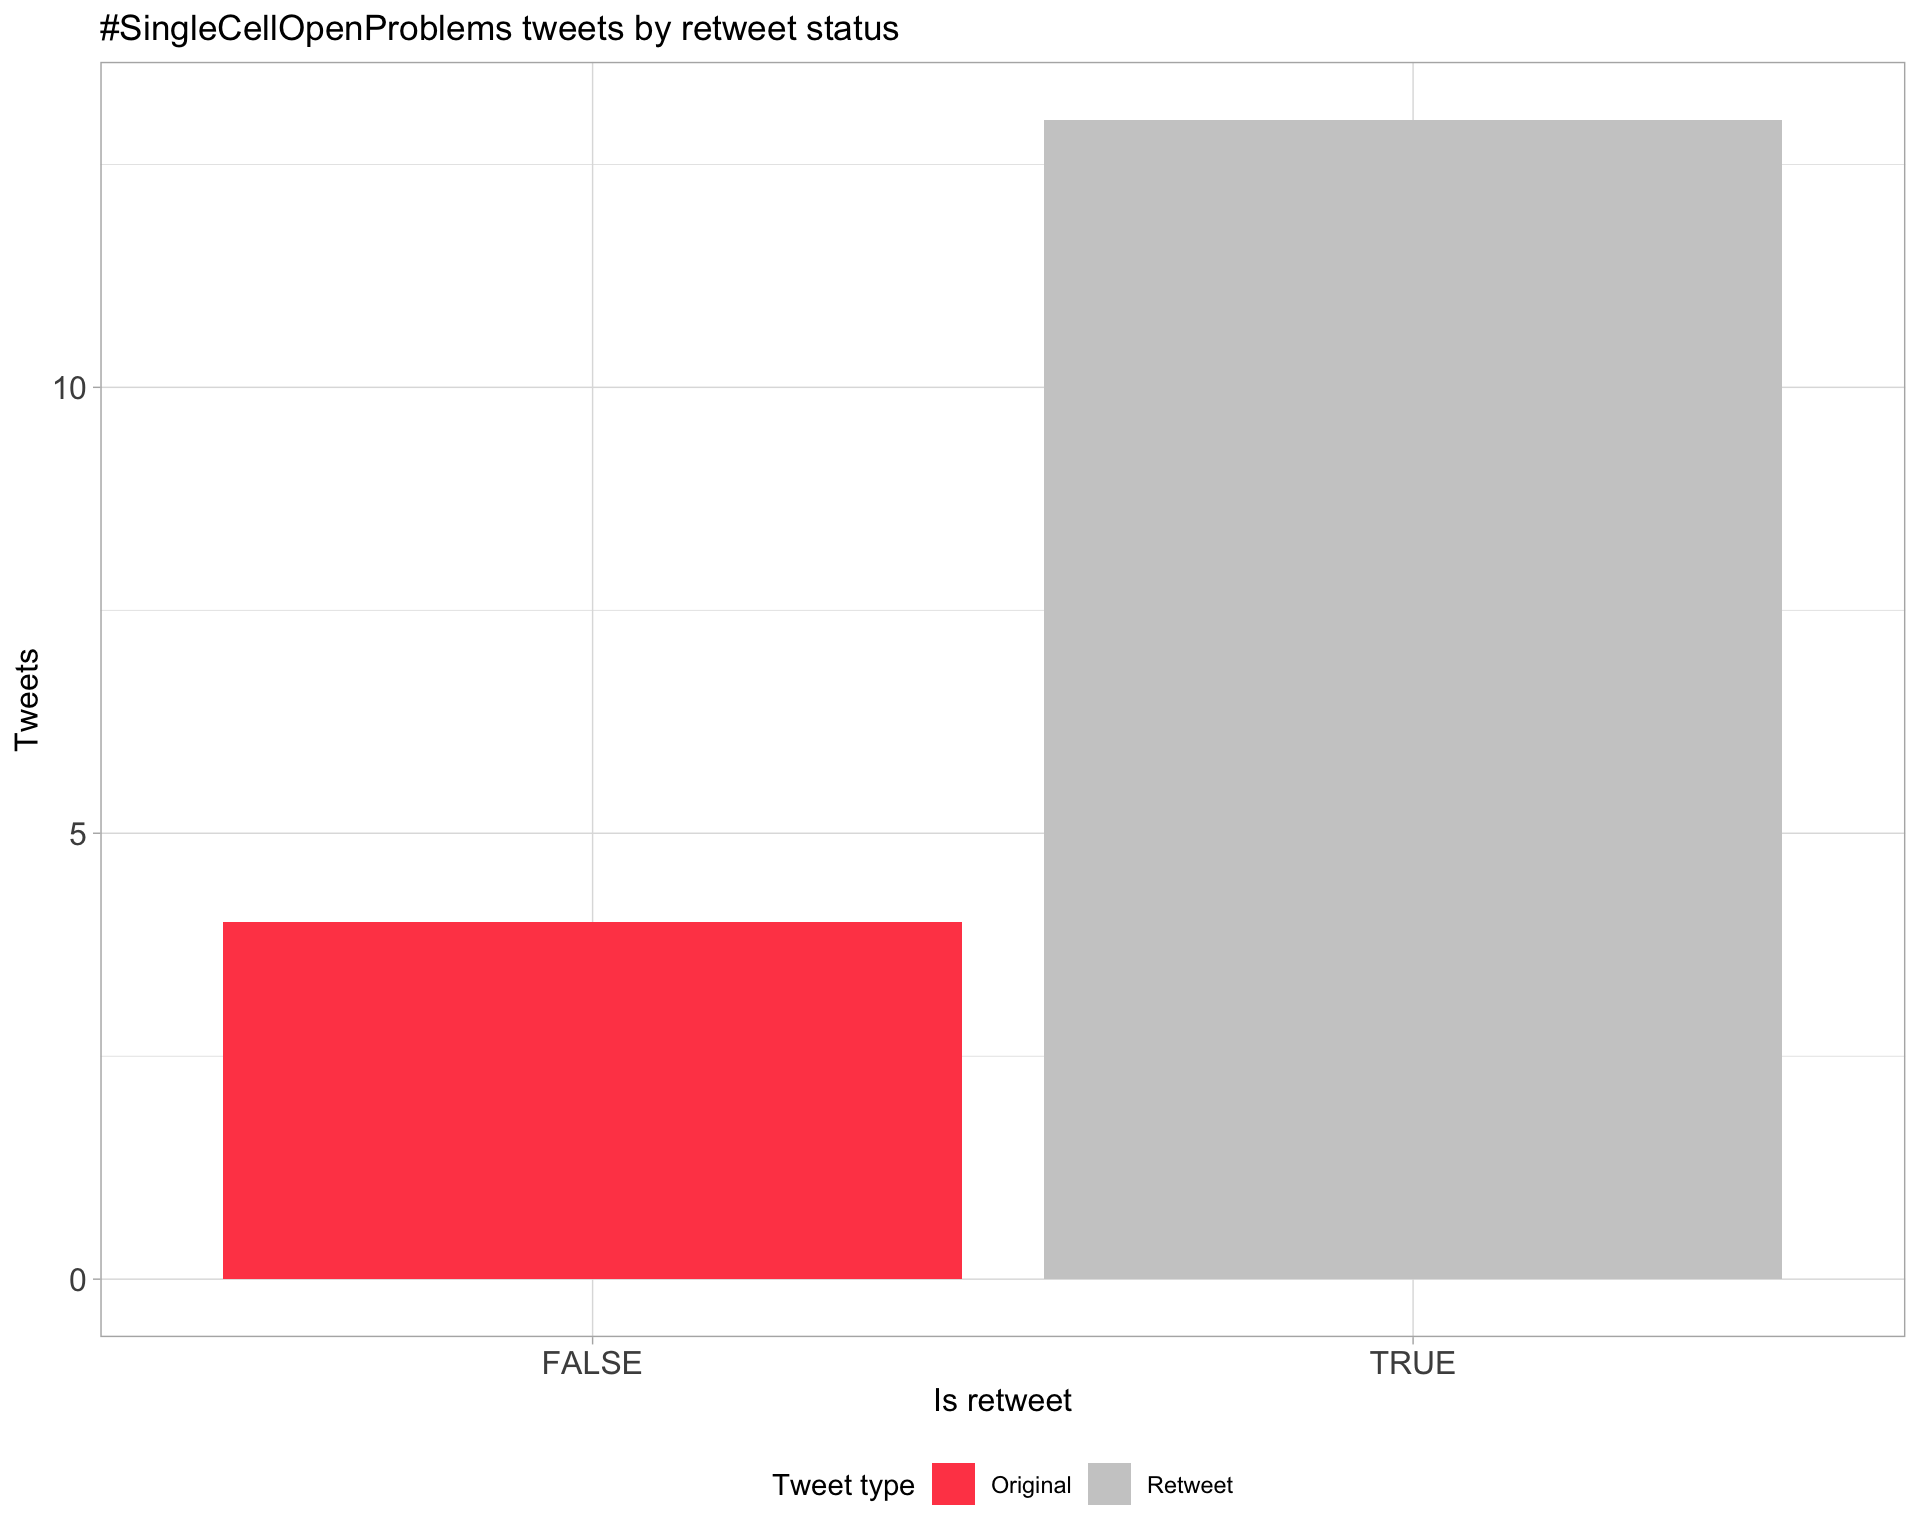 #SingleCellOpenProblems tweets by retweet status
Tweets
10
5
0
FALSE
TRUE
Is retweet
Tweet type
Original
Retweet